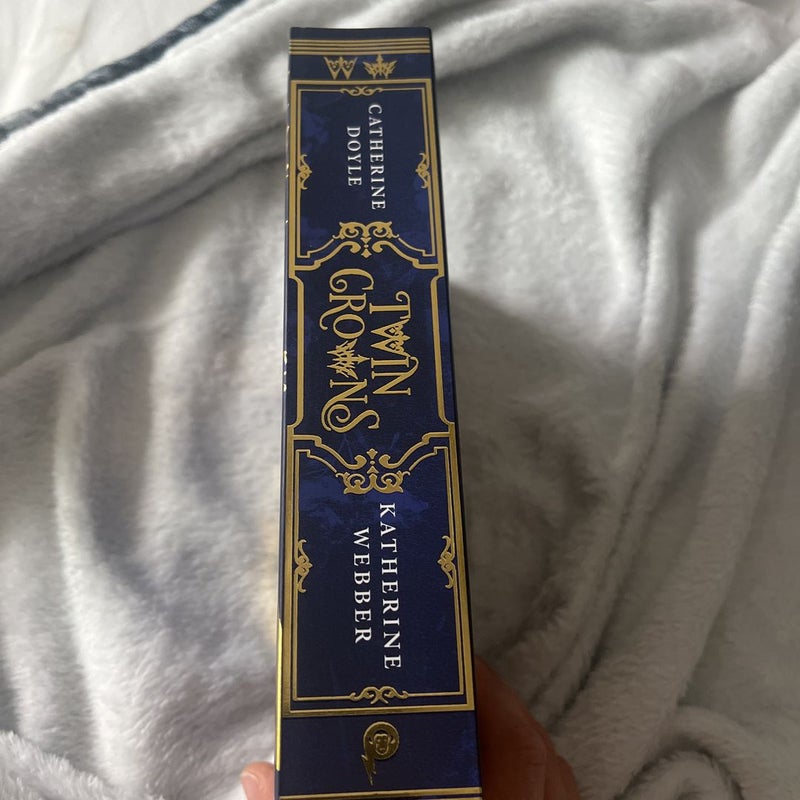 CATHERINE
DOYLE
TWIN
CROWNS
KATHERINE
WEBBER